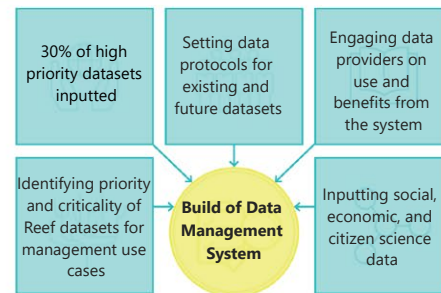 30% of high
priority datasets
inputted
Setting data
protocols for
existing and
future datasets
Engaging data
providers on
use and
benefits from
the system
Identifying priority
and criticality of
Reef datasets for
management use
cases
Build of Data
Management
System
Inputting social,
economic, and
citizen science
data